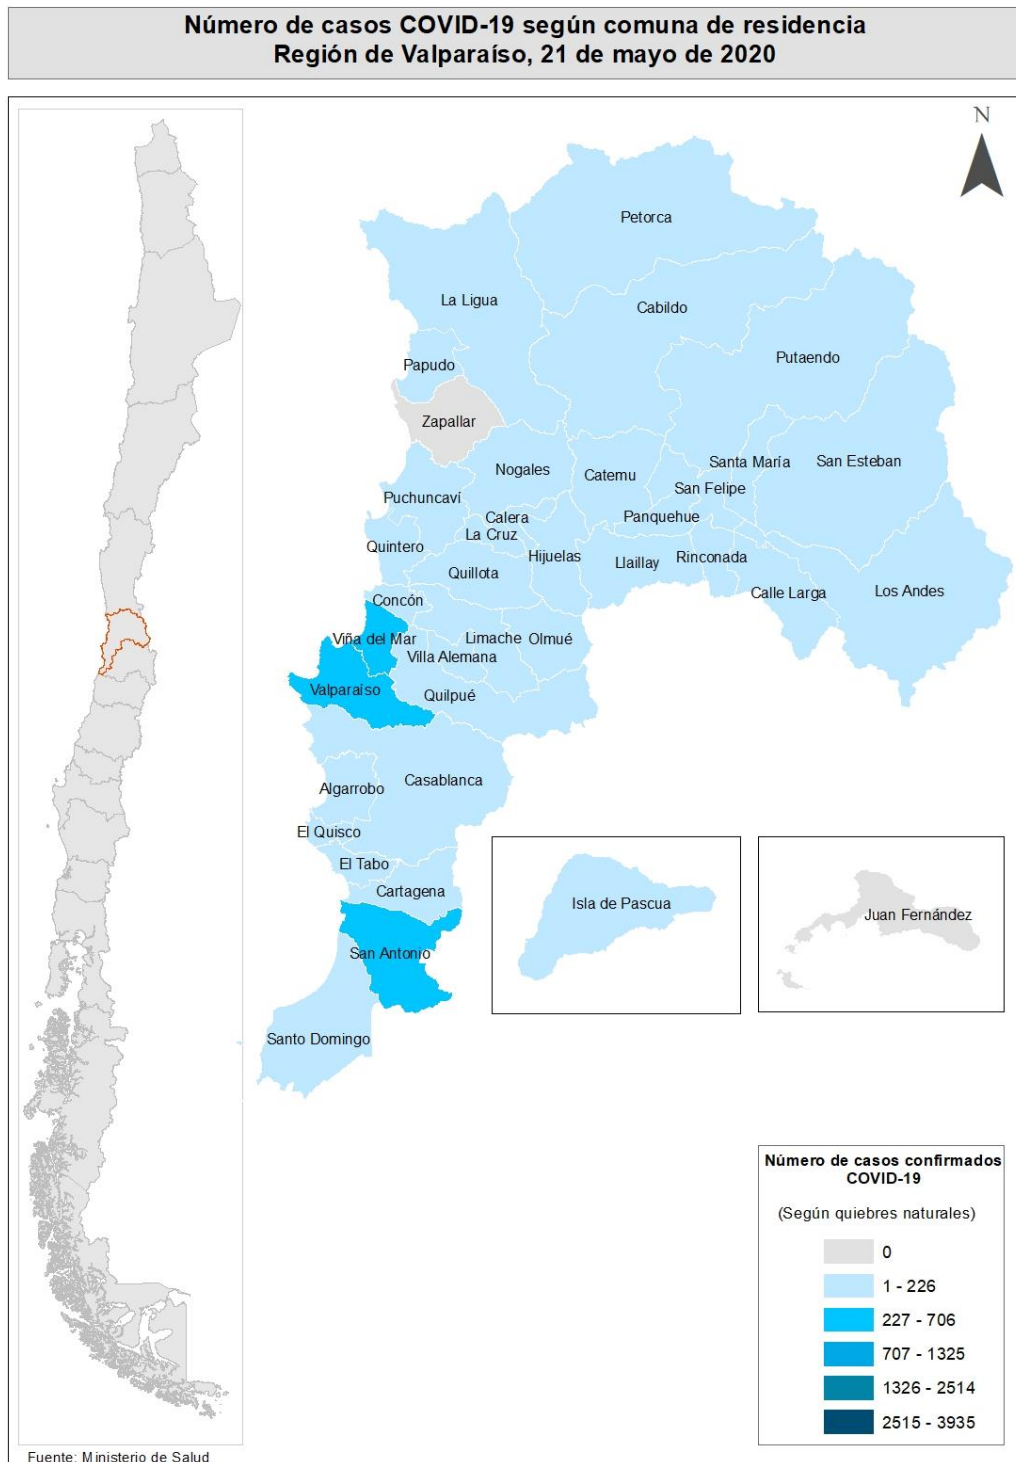 Número de casos COVID-19 según comuna de residencia
Región de Valparaíso, 21 de mayo de 2020
N
Petorca
La Ligua
Cabildo
Putaendo
Papudo
Zapallar
Santa María
San Esteban
Nogales
Catemu
San Felipe
Puchuncaví
Calera
Panquehue
La Cruz
Quintero
Hijuelas
Llaillay
Rinconada
Quillota
Calle Larga
Los Andes
Concón
Viña del Mar
Limache
Olmué
Villa Alemana
Valparaíso
Quilpué
Casablanca
Algarrobo
El Quisco
El Tabo
Cartagena
Isla de Pascua
Juan Fernández
San Antonio
Santo Domingo
Número de casos confirmados
COVID-19
(Según quiebres naturales)
0
1 - 226
227 - 706
707 - 1325
1326 - 2514
2515 - 3935
Fuente: Ministerio de Salud